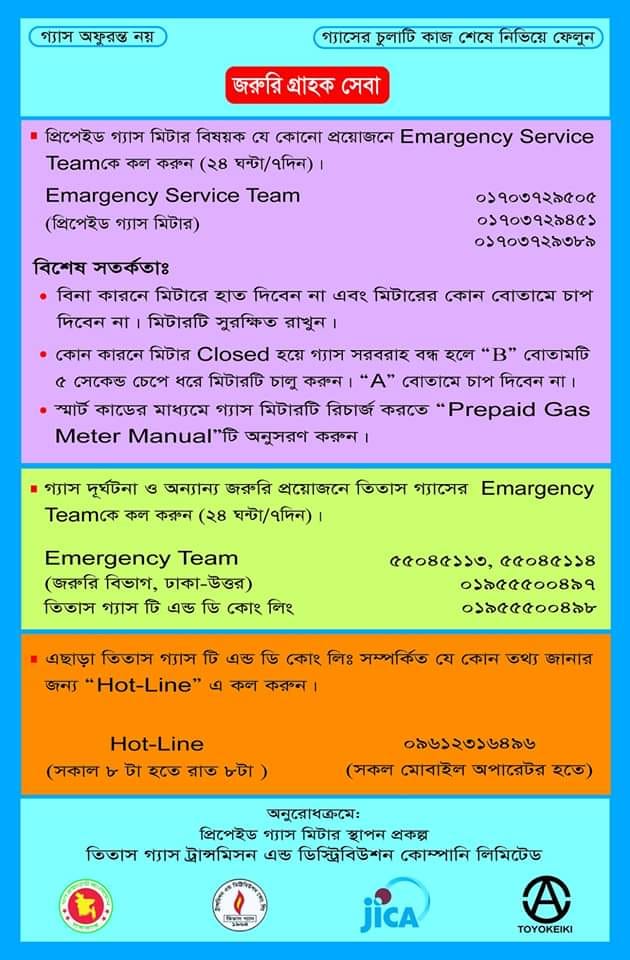 গ্যাস অফুরন্ত নয়
গ্যাসের চুলাটি কাজ শেষে নিভিয়ে ফেলুন
জরুরি গ্রাহক সেবা
প্রিপেইড গ্যাস মিটার বিষয়ক যে কোনো প্রয়োজনে Emargency Service
Teamকে কল করুন (২৪ ঘন্টা/৭দিন)।
Emargency Service Team ০১৭০৩৭২৯৫০৫
(প্রিপেইড গ্যাস মিটার) ০১৭০৩৭২৯৪৫১
০১৭০৩৭২৯৩৮৯
বিশেষ সতর্কতাঃ
বিনা কারনে মিটারে হাত দিবেন না এবং মিটারের কোন বোতামে চাপ
দিবেন না। মিটারটি সুরক্ষিত রাখুন।
কোন কারনে মিটার Closed হয়ে গ্যাস সরবরাহ বন্ধ হলে “B” বোতামটি
৫ সেকেন্ড চেপে ধরে মিটারটি চালু করুন। “A” বোতামে চাপ দিবেন না।
স্মার্ট কাডের মাধ্যমে গ্যাস মিটারটি রিচার্জ করতে “Prepaid Gas
Meter Manual”টি অনুসরণ করুন।
গ্যাস দূর্ঘটনা ও অন্যান্য জরুরি প্রয়োজনে তিতাস গ্যাসের Emargency
Teamকে কল করুন (২৪ ঘন্টা/৭দিন)।
Emergency Team ৫৫০৪৫১১৩, ৫৫০৪৫১১৪
(জরুরি বিভাগ, ঢাকা-উত্তর) ০১৯৫৫৫০০৪৯৭
তিতাস গ্যাস টি এন্ড ডি কোং লিং ০১৯৫৫৫০০৪৯৮
এছাড়া তিতাস গ্যাস টি এন্ড ডি কোং লিঃ সম্পর্কিত যে কোন তথ্য জানার
জন্য “Hot-Line” এ কল করুন।
Hot-Line ০৯৬১২৩১৬৪৯৬
(সকাল ৮ টা হতে রাত ৮টা ) (সকল মোবাইল অপারেটর হতে)
অনুরোধক্রমে:
প্রিপেইড গ্যাস মিটার স্থাপন প্রকল্প
তিতাস গ্যাস ট্রান্সমিসন এন্ড ডিস্ট্রিবিউশন কোম্পানি লিমিটেড
তিতাস গ্যাস
১৯৬৪
JICA
TOYOKEIKI